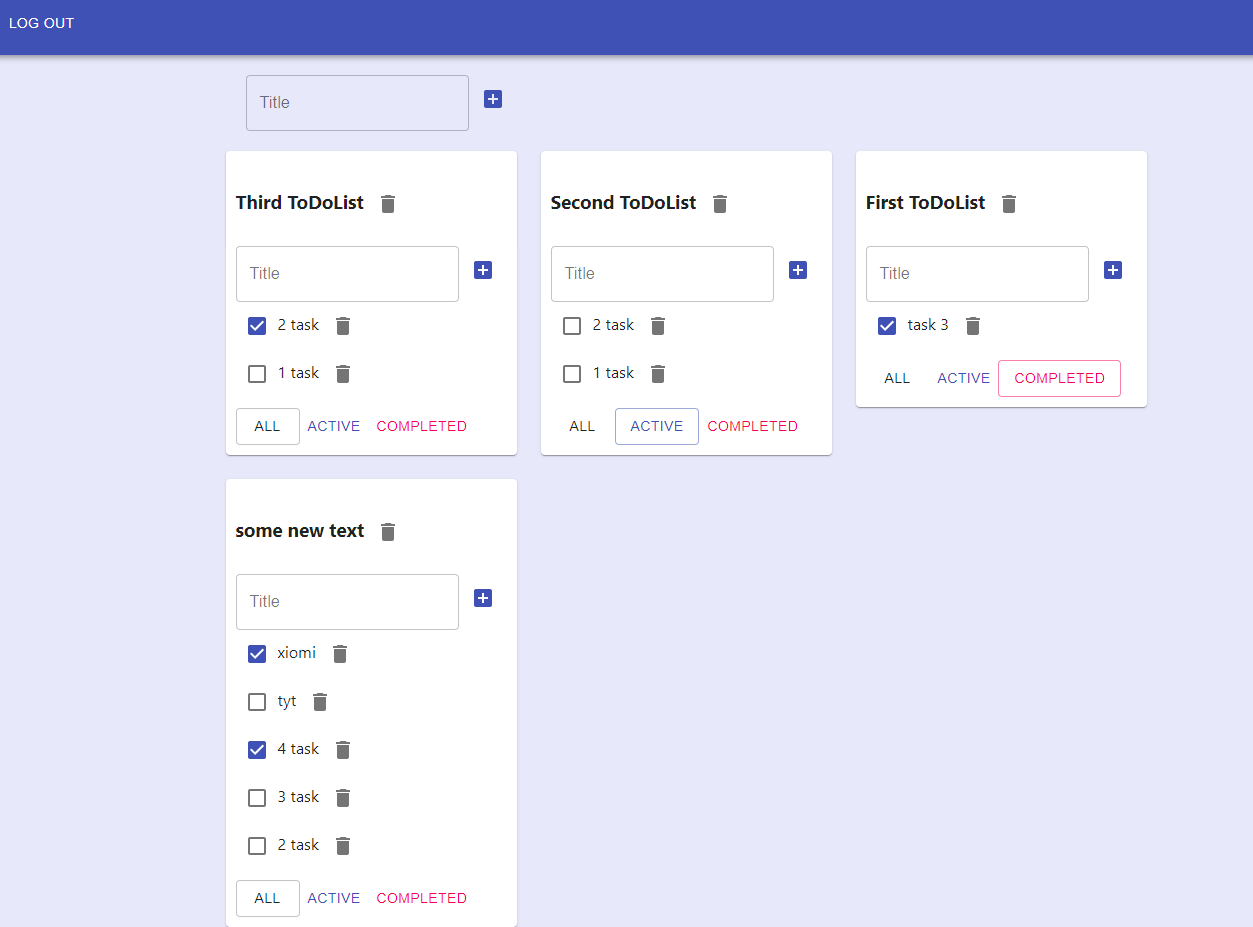 LOG OUT
Title
Third ToDoList
Title
2 task
1 task
ALL ACTIVE COMPLETED
Second ToDoList
Title
2 task
1 task
ALL ACTIVE COMPLETED
First ToDoList
Title
task 3
ALL ACTIVE COMPLETED
some new text
Title
xiomi
tyt
4 task
3 task
2 task
ALL ACTIVE COMPLETED